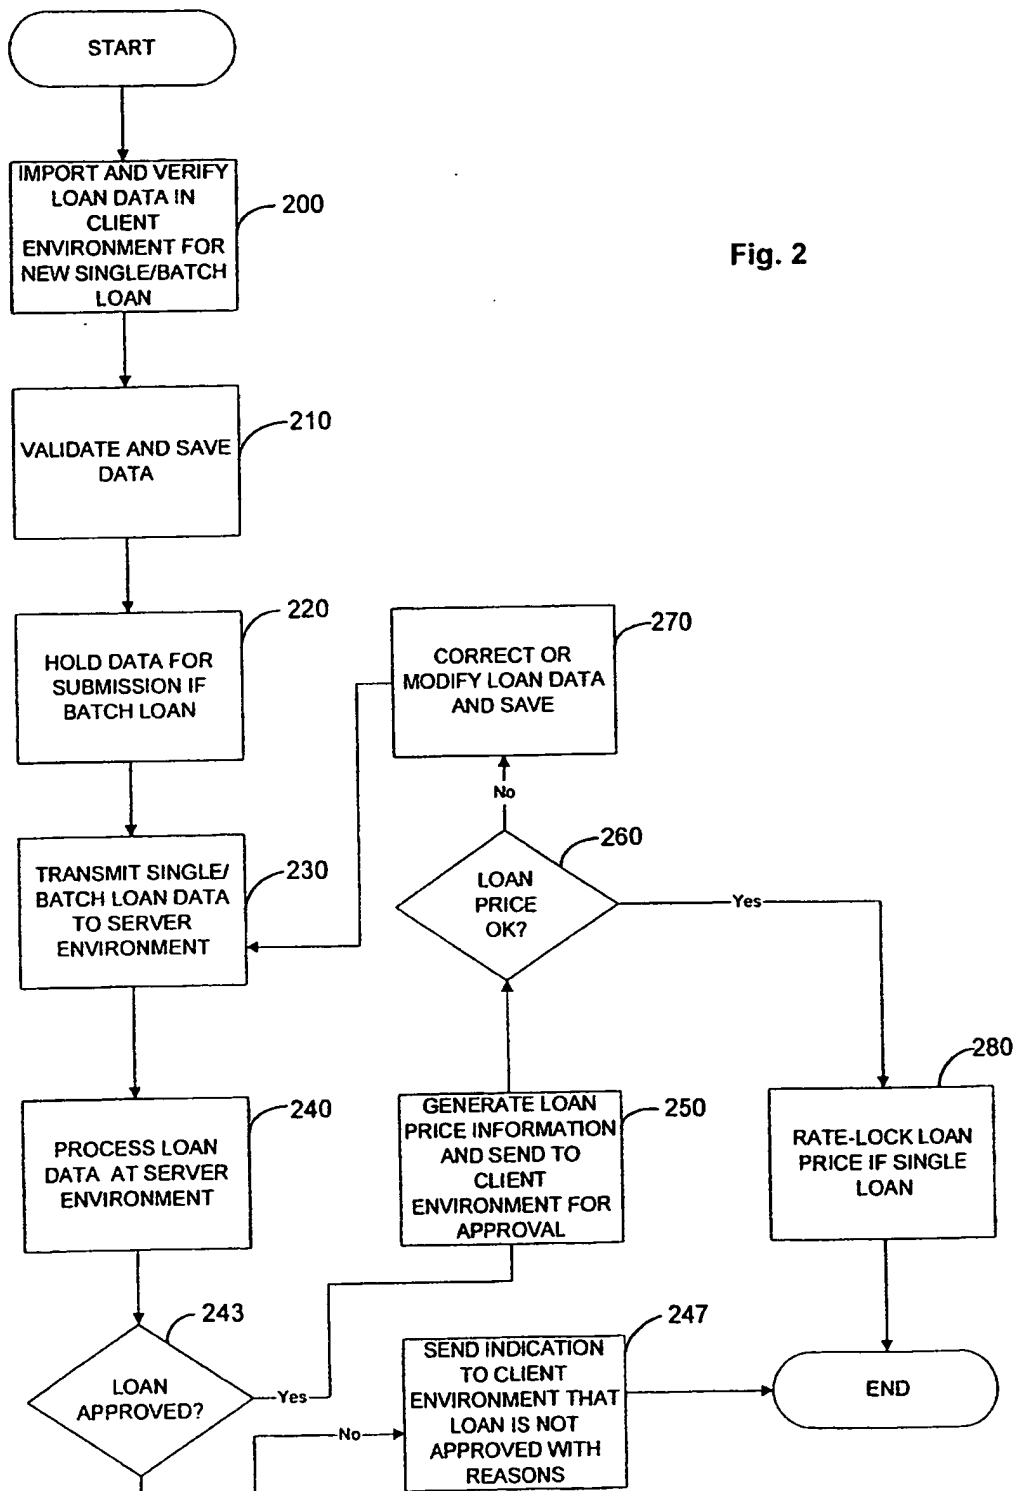 START
IMPORT AND VERIFY
LOAN DATA IN
CLIENT
ENVIRONMENT FOR
NEW SINGLE/BATCH
LOAN
200
Fig. 2
VALIDATE AND SAVE
DATA
210
HOLD DATA FOR
SUBMISSION IF
BATCH LOAN
220
CORRECT OR
MODIFY LOAN DATA
AND SAVE
270
No
TRANSMIT SINGLE/
BATCH LOAN DATA
TO SERVER
ENVIRONMENT
230
LOAN
PRICE
OK?
260
Yes
PROCESS LOAN
DATA AT SERVER
ENVIRONMENT
240
GENERATE LOAN
PRICE INFORMATION
AND SEND TO
CLIENT
ENVIRONMENT FOR
APPROVAL
250
RATE-LOCK LOAN
PRICE IF SINGLE
LOAN
280
LOAN
APPROVED?
243
Yes
No
SEND INDICATION
TO CLIENT
ENVIRONMENT THAT
LOAN IS NOT
APPROVED WITH
REASONS
247
END